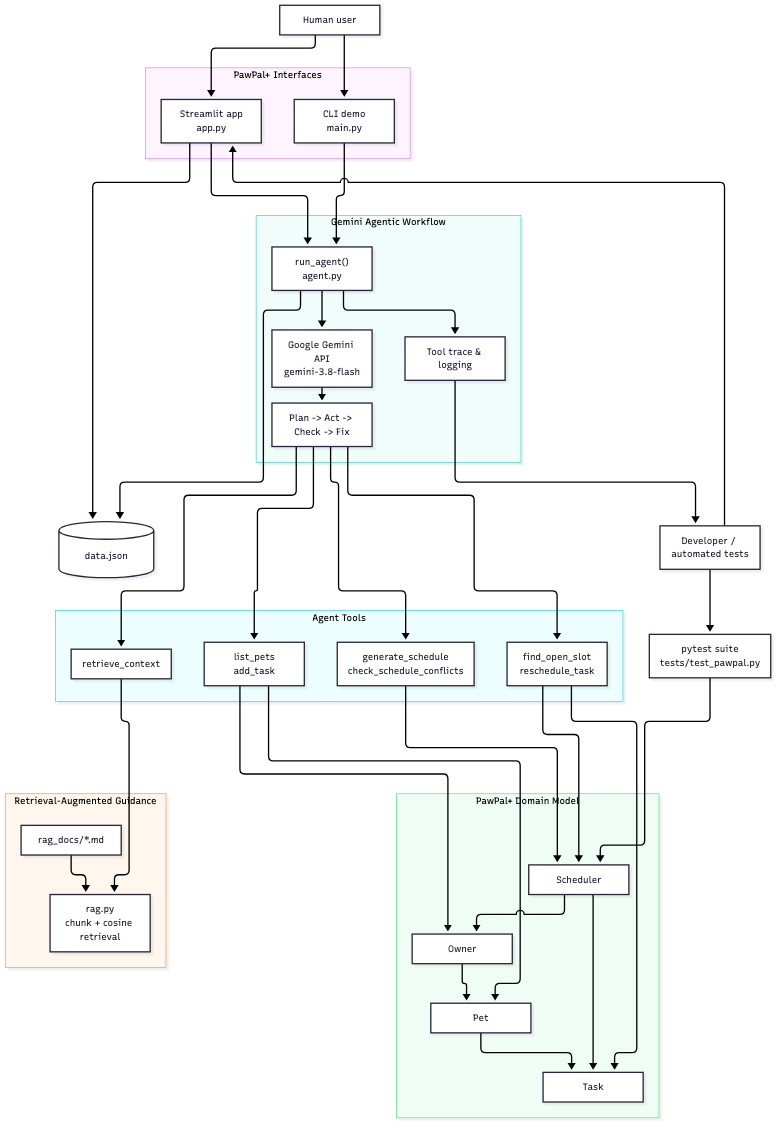 Human user
PawPal+ Interfaces
Streamlit app
app.py
CLI demo
main.py
Gemini Agentic Workflow
run_agent()
agent.py
Google Gemini
API
gemini-3.8-flash
Tool trace &
logging
Plan -> Act ->
Check -> Fix
data.json
Developer /
automated tests
Agent Tools
retrieve_context
list_pets
add_task
generate_schedule
check_schedule_conflicts
find_open_slot
reschedule_task
pytest suite
tests/test_pawpal.py
Retrieval-Augmented Guidance
rag_docs/*.md
rag.py
chunk + cosine
retrieval
PawPal+ Domain Model
Scheduler
Owner
Pet
Task